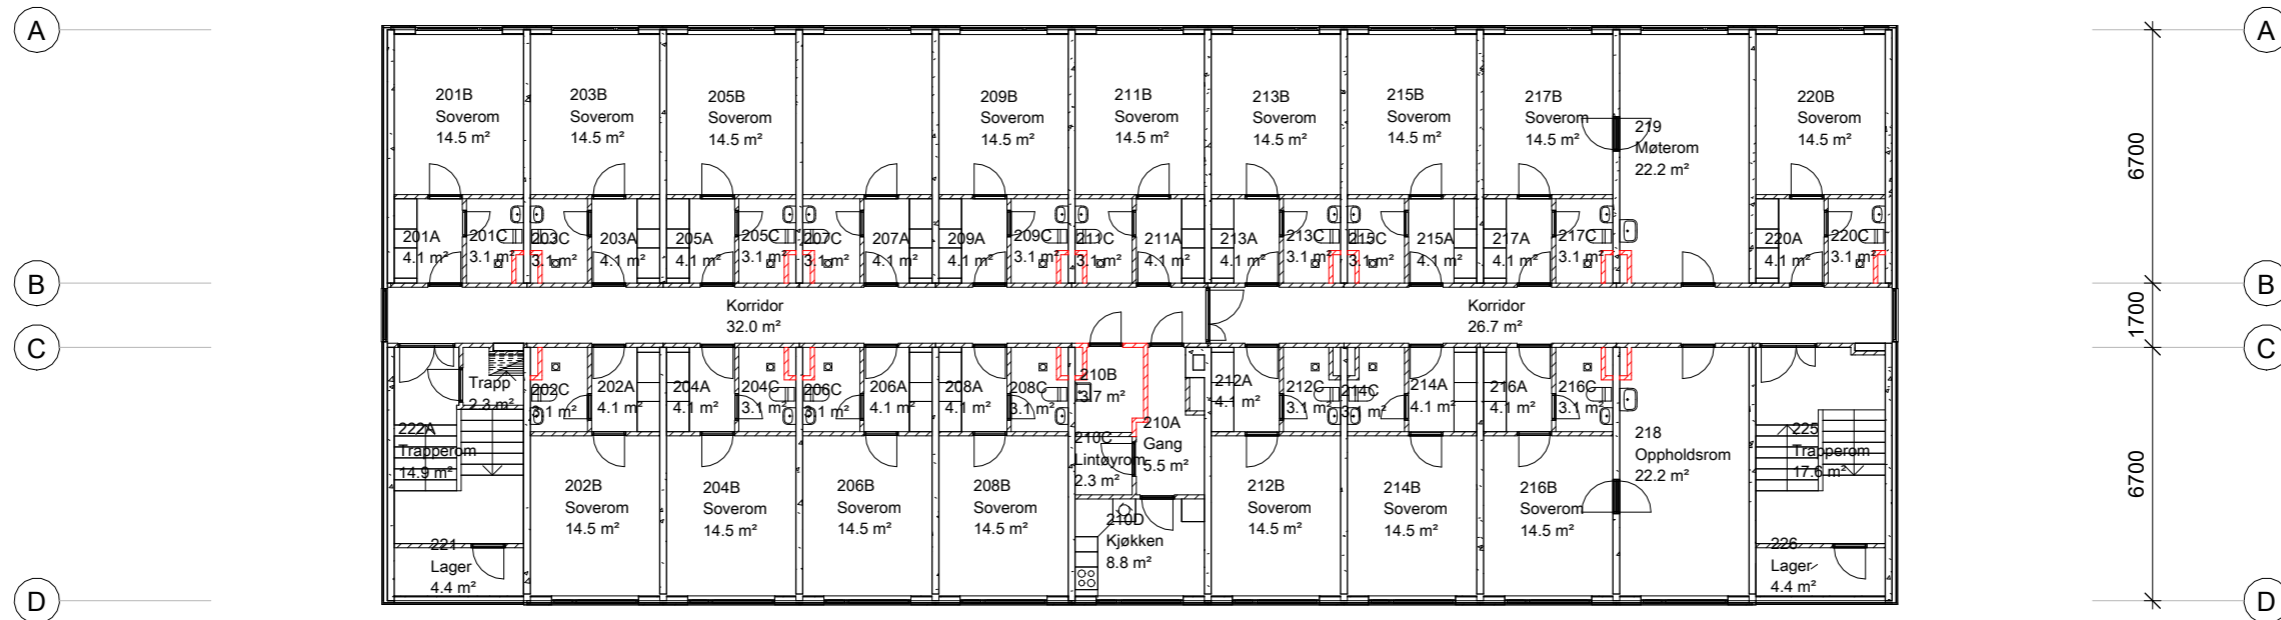 A
A
201B
Soverom
14.5 m²
203B
Soverom
14.5 m²
205B
Soverom
14.5 m²
209B
Soverom
14.5 m²
211B
Soverom
14.5 m²
213B
Soverom
14.5 m²
215B
Soverom
14.5 m²
217B
Soverom
14.5 m²
219
Møterom
22.2 m²
220B
Soverom
14.5 m²
6700
201A
4.1 m²
201C
3.1 m²
203C
3.1 m²
203A
4.1 m²
205A
4.1 m²
205C
3.1 m²
207C
3.1 m²
207A
4.1 m²
209A
4.1 m²
209C
3.1 m²
211C
3.1 m²
211A
4.1 m²
213A
4.1 m²
213C
3.1 m²
215C
3.1 m²
215A
4.1 m²
217A
4.1 m²
217C
3.1 m²
220A
4.1 m²
220C
3.1 m²
B
B
Korridor
32.0 m²
Korridor
26.7 m²
1700
C
C
Trapp
2.3 m²
202C
3.1 m²
202A
4.1 m²
204A
4.1 m²
204C
3.1 m²
206C
3.1 m²
206A
4.1 m²
208A
4.1 m²
208C
3.1 m²
210B
3.7 m²
212A
4.1 m²
212C
3.1 m²
214C
3.1 m²
214A
4.1 m²
216A
4.1 m²
216C
3.1 m²
222A
Trapperom
14.9 m²
210C
Lintøyrom
2.3 m²
210A
Gang
5.5 m²
218
Oppholdsrom
22.2 m²
225
Trapperom
17.6 m²
6700
202B
Soverom
14.5 m²
204B
Soverom
14.5 m²
206B
Soverom
14.5 m²
208B
Soverom
14.5 m²
210D
Kjøkken
8.8 m²
212B
Soverom
14.5 m²
214B
Soverom
14.5 m²
216B
Soverom
14.5 m²
221
Lager
4.4 m²
226
Lager
4.4 m²
D
D